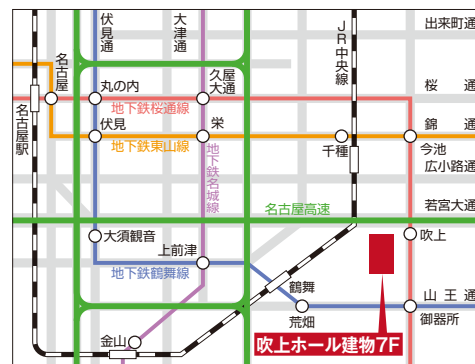 伏見通
大津通
JR中央線
出来町通
名古屋
丸の内
久屋大通
桜通
地下鉄桜通線
名古屋駅
伏見
栄
錦通
地下鉄東山線
千種
今池
広小路通
地下鉄名城線
名古屋高速
若宮大通
大須観音
上前津
吹上
地下鉄鶴舞線
鶴舞
山王通
荒畑
御器所
金山
吹上ホール建物7F